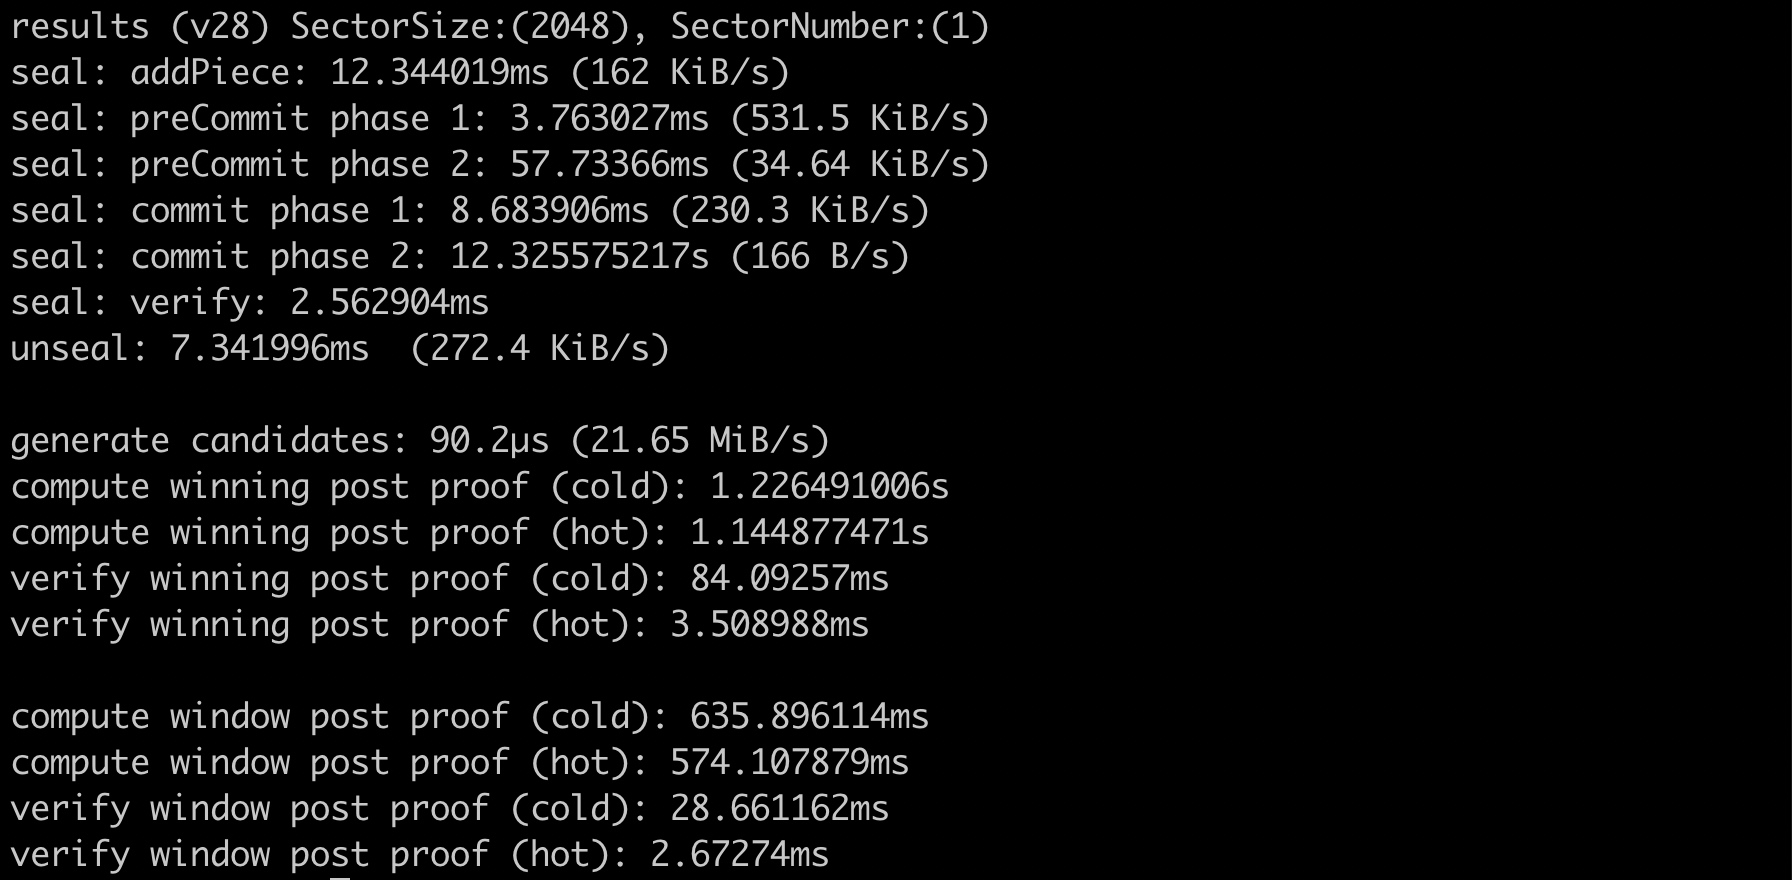 results (v28) SectorSize:(2048), SectorNumber:(1)
seal: addPiece: 12.344019ms (162 KiB/s)
seal: preCommit phase 1: 3.763027ms (531.5 KiB/s)
seal: preCommit phase 2: 57.73366ms (34.64 KiB/s)
seal: commit phase 1: 8.683906ms (230.3 KiB/s)
seal: commit phase 2: 12.325575217s (166 B/s)
seal: verify: 2.562904ms
unseal: 7.341996ms  (272.4 KiB/s)

generate candidates: 90.2µs (21.65 MiB/s)
compute winning post proof (cold): 1.226491006s
compute winning post proof (hot): 1.144877471s
verify winning post proof (cold): 84.09257ms
verify winning post proof (hot): 3.508988ms

compute window post proof (cold): 635.896114ms
compute window post proof (hot): 574.107879ms
verify window post proof (cold): 28.661162ms
verify window post proof (hot): 2.67274ms